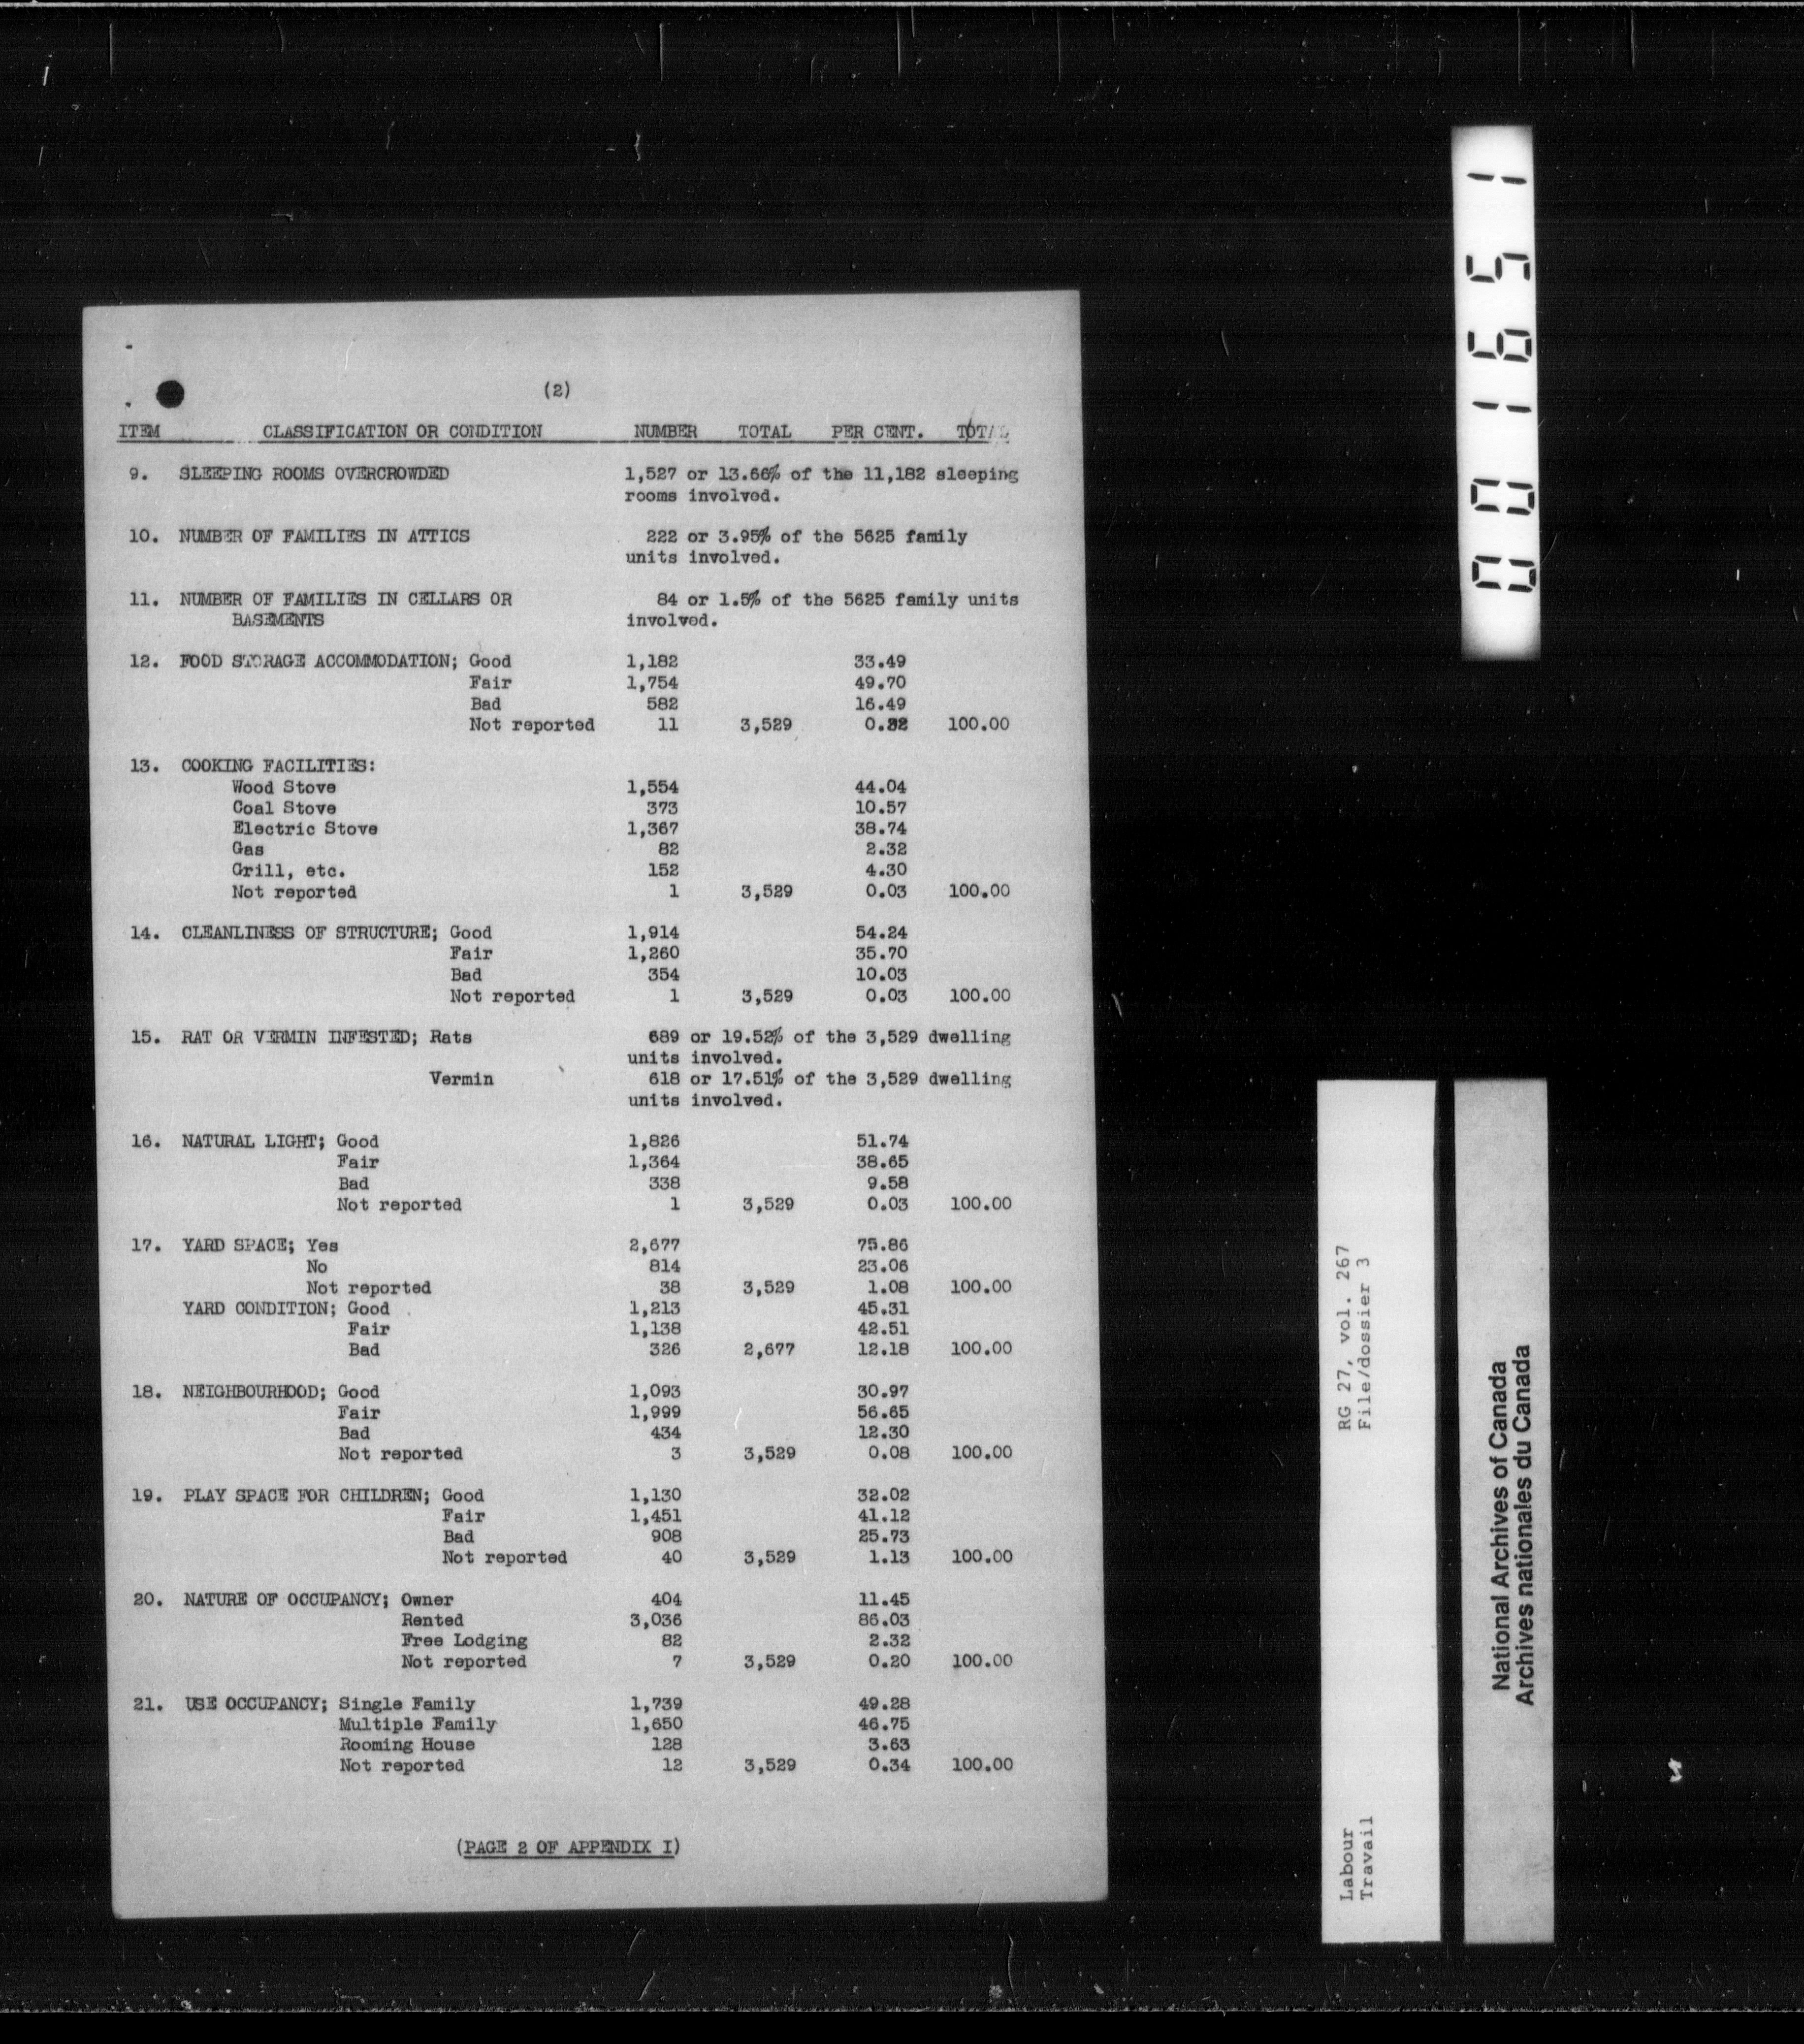 (2)
ITEM CLASSIFICATION OR CONDITION NUMBER TOTAL PER CENT. TOTAL
9. SLEEPING ROOMS OVERCROWDED 1,527 or 13.66% of the 11,182 sleeping
rooms involved.
10. NUMBER OF FAMILIES IN ATTICS 222 or 3.95% of the 5625 family
units involved.
11. NUMBER OF FAMILIES IN CELLARS OR 84 or 1.5% of the 5625 family units
BASEMENTS involved.
12. FOOD STORAGE ACCOMMODATION; Good 1,182 33.49
Fair 1,754 49.70
Bad 582 16.49
Not reported 11 3,529 0.32 100.00
13. COOKING FACILITIES:
Wood Stove 1,554 44.04
Coal Stove 373 10.57
Electric Stove 1,367 38.74
Gas 82 2.32
Grill, etc. 152 4.30
Not reported 1 3,529 0.03 100.00
14. CLEANLINESS OF STRUCTURE; Good 1,914 54.24
Fair 1,260 35.70
Bad 354 10.03
Not reported 1 3,529 0.03 100.00
15. RAT OR VERMIN INFESTED; Rats 689 or 19.52% of the 3,529 dwelling
units involved.
Vermin 618 or 17.51% of the 3,529 dwelling
units involved.
16. NATURAL LIGHT; Good 1,826 51.74
Fair 1,364 38.65
Bad 338 9.58
Not reported 1 3,529 0.03 100.00
17. YARD SPACE; Yes 2,677 75.86
No 814 23.06
Not reported 38 3,529 1.08 100.00
YARD CONDITION; Good 1,213 45.31
Fair 1,138 42.51
Bad 326 2,677 12.18 100.00
18. NEIGHBOURHOOD; Good 1,093 30.97
Fair 1,999 56.65
Bad 434 12.30
Not reported 3 3,529 0.08 100.00
19. PLAY SPACE FOR CHILDREN; Good 1,130 32.02
Fair 1,451 41.12
Bad 908 25.73
Not reported 40 3,529 1.13 100.00
20. NATURE OF OCCUPANCY; Owner 404 11.45
Rented 3,036 86.03
Free Lodging 82 2.32
Not reported 7 3,529 0.20 100.00
21. USE OCCUPANCY; Single Family 1,739 49.28
Multiple Family 1,650 46.75
Rooming House 128 3.63
Not reported 12 3,529 0.34 100.00
(PAGE 2 OF APPENDIX I)
001651
Labour RG 27, vol. 267
Travail File/dossier 3
National Archives of Canada
Archives nationales du Canada